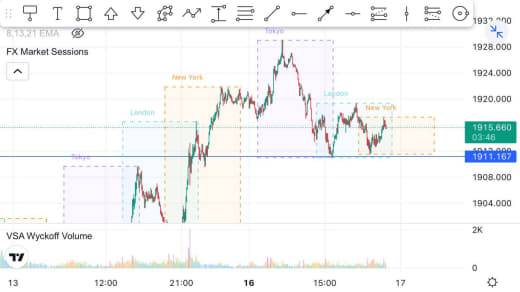 1932.000
8,13,21 EMA
FX Market Sessions
Tokyo
1928.000
New York
London
New York
1920.000
London
1915.660
03:46
1912.000
1911.167
Tokyo
1908.000
1904.000
VSA Wyckoff Volume
2K
0
13
12:00
21:00
16
15:00
17